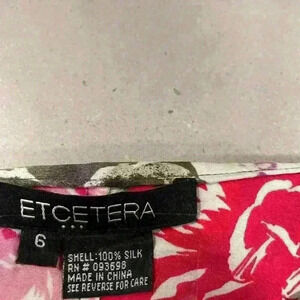 ETCETERA
6
SHELL: 100% SILK
RN # 093698
MADE IN CHINA
SEE REVERSE FOR CARE